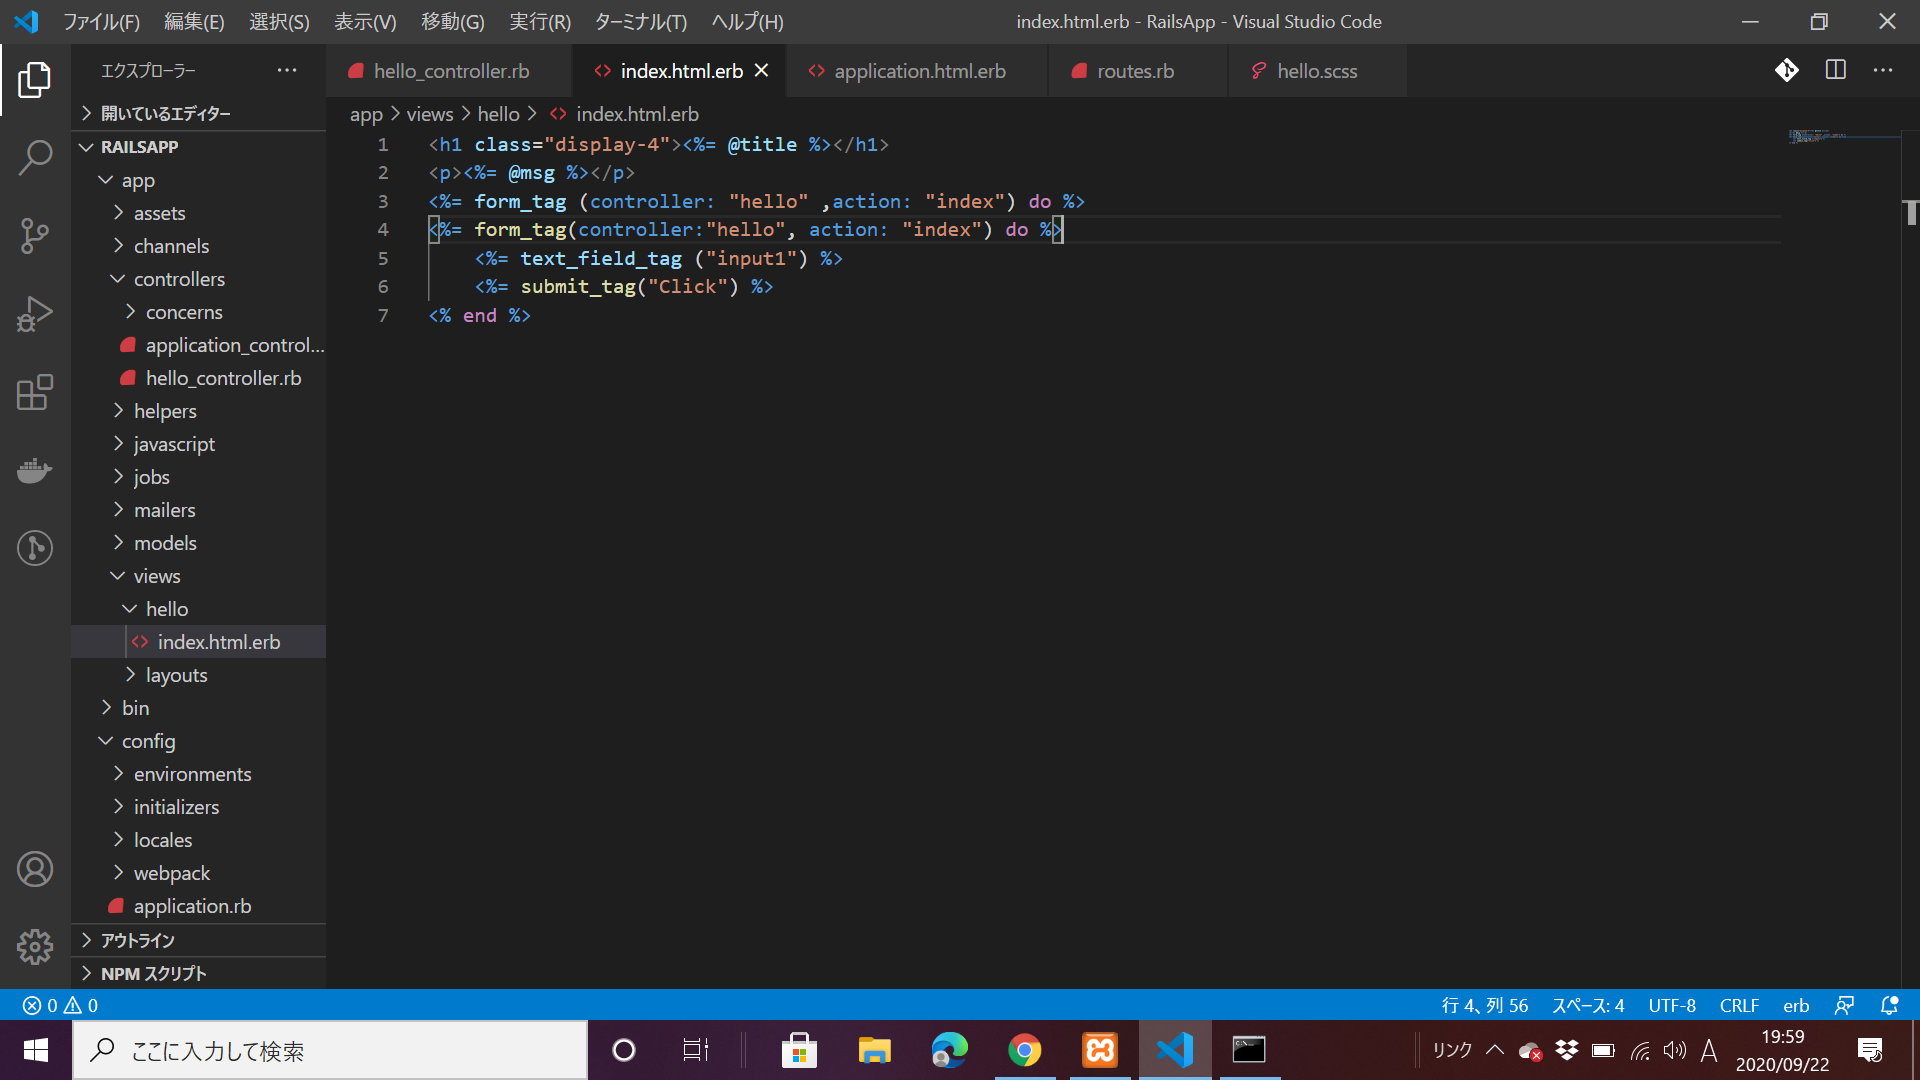 ファイル(F) 編集(E) 選択(S) 表示(V) 移動(G) 実行(R) ターミナル(T) ヘルプ(H) index.html.erb - RailsApp - Visual Studio Code
エクスプローラー
hello_controller.rb index.html.erb application.html.erb routes.rb hello.scss
開いているエディター
RAILSAPP
app
assets
channels
controllers
concerns
application_control...
hello_controller.rb
helpers
javascript
jobs
mailers
models
views
hello
index.html.erb
layouts
bin
config
environments
initializers
locales
webpack
application.rb
アウトライン
NPM スクリプト
app > views > hello > index.html.erb
1 <h1 class="display-4"><%= @title %></h1>
2 <p><%= @msg %></p>
3 <%= form_tag (controller: "hello" ,action: "index") do %>
4 <%= form_tag(controller:"hello", action: "index") do %>
5 <%= text_field_tag ("input1") %>
6 <%= submit_tag("Click") %>
7 <% end %>
0 0
行 4、列 56 スペース: 4 UTF-8 CRLF erb
ここに入力して検索
リンク A
19:59
2020/09/22